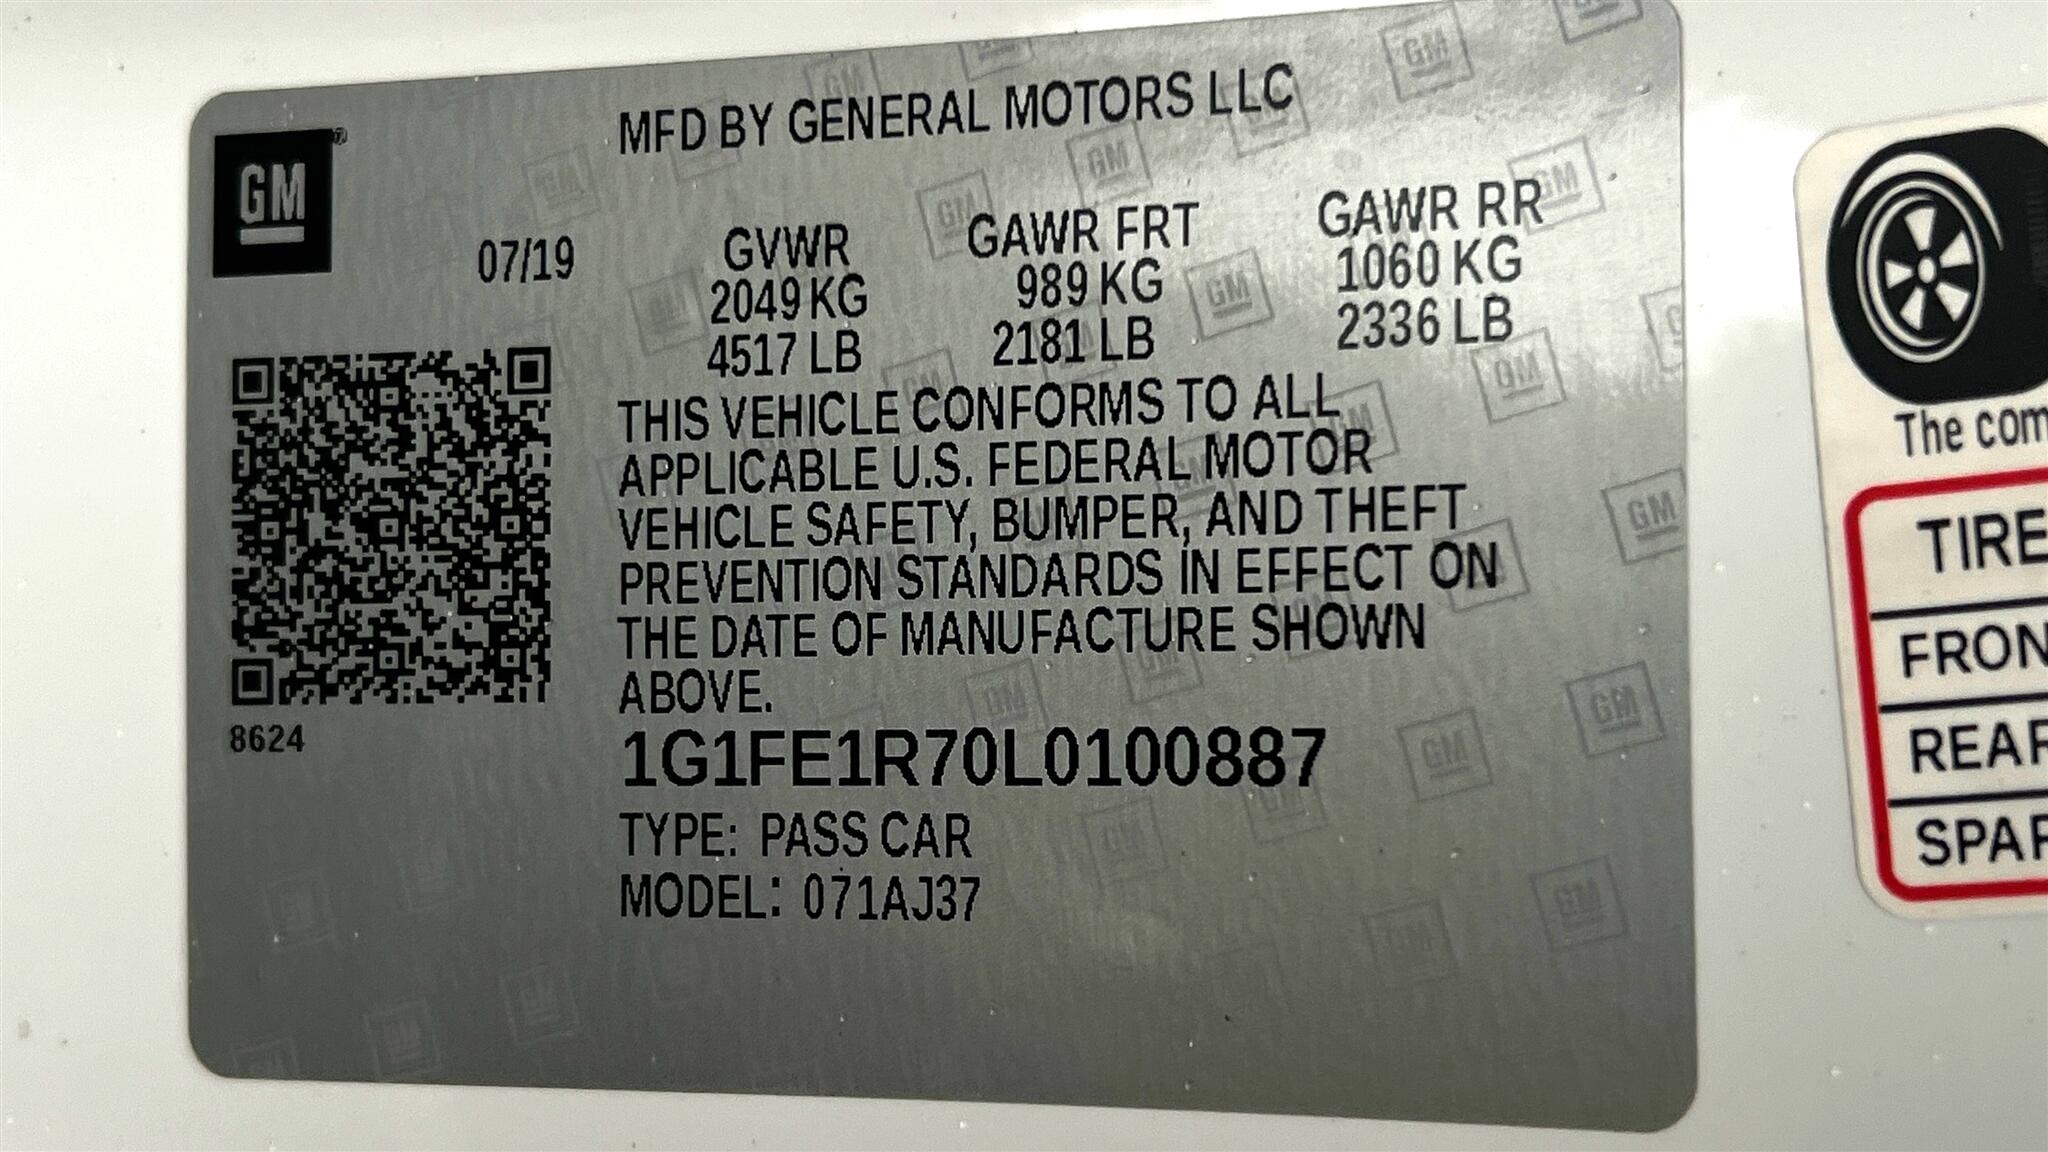 MFD BY GENERAL MOTORS LLC
GM
07/19
GVWR GAWR FRT GAWR RR
2049 KG 989 KG 1060 KG
4517 LB 2181 LB 2336 LB
THIS VEHICLE CONFORMS TO ALL
APPLICABLE U.S. FEDERAL MOTOR
VEHICLE SAFETY, BUMPER, AND THEFT
PREVENTION STANDARDS IN EFFECT ON
THE DATE OF MANUFACTURE SHOWN
ABOVE.
8624
1G1FE1R70L0100887
TYPE: PASS CAR
MODEL: 071AJ37
The com
TIRE
FRON
REAR
SPAR